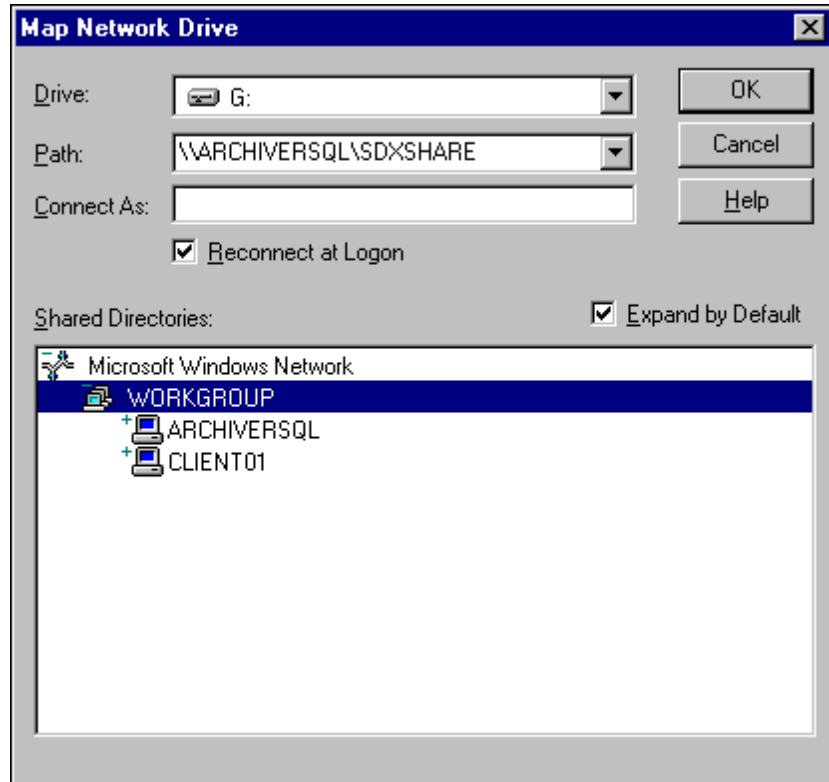 Map Network Drive
Drive: G: OK
Path: \\ARCHIVERSQL\SDXSHARE Cancel
Connect As: Help
Reconnect at Logon
Shared Directories: Expand by Default
Microsoft Windows Network
WORKGROUP
ARCHIVERSQL
CLIENT01